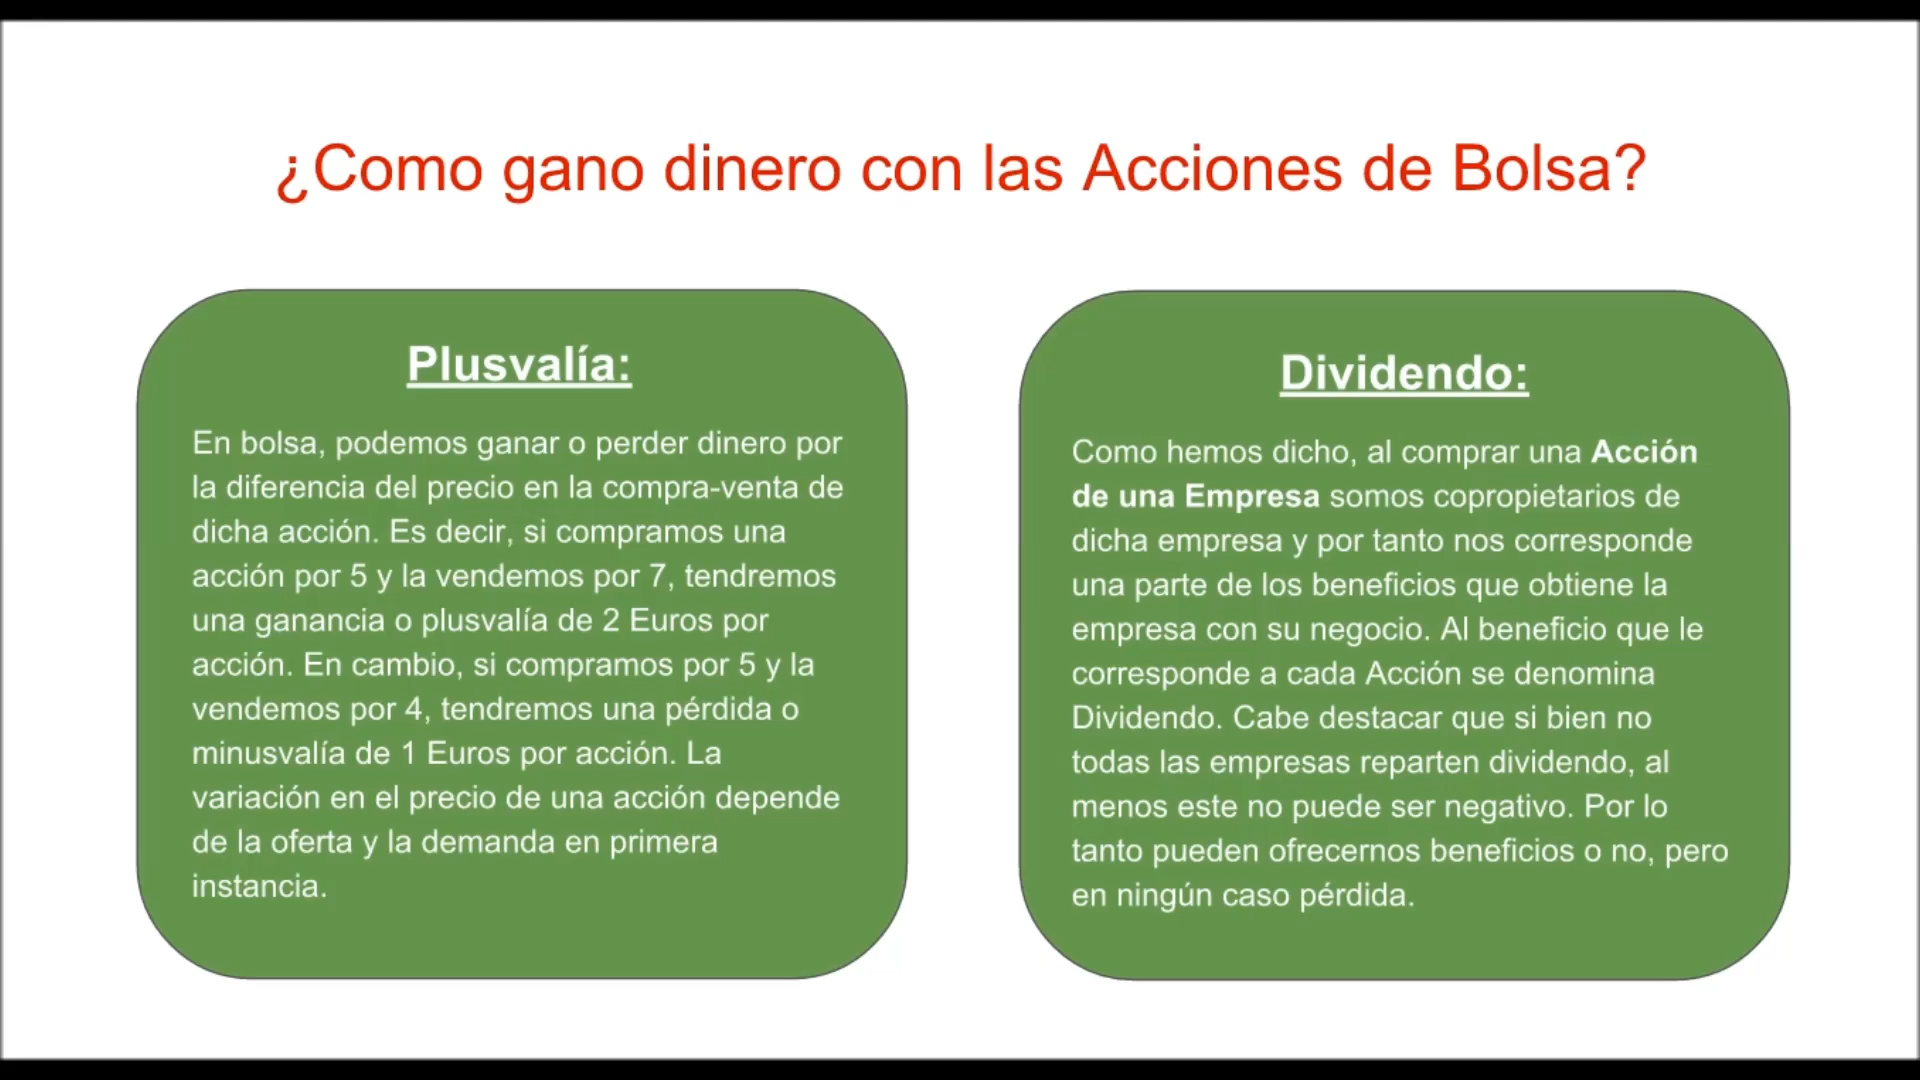 ¿Como gano dinero con las Acciones de Bolsa?
Plusvalía:
En bolsa, podemos ganar o perder dinero por
la diferencia del precio en la compra-venta de
dicha acción. Es decir, si compramos una
acción por 5 y la vendemos por 7, tendremos
una ganancia o plusvalía de 2 Euros por
acción. En cambio, si compramos por 5 y la
vendemos por 4, tendremos una pérdida o
minusvalía de 1 Euros por acción. La
variación en el precio de una acción depende
de la oferta y la demanda en primera
instancia.
Dividendo:
Como hemos dicho, al comprar una Acción
de una Empresa somos copropietarios de
dicha empresa y por tanto nos corresponde
una parte de los beneficios que obtiene la
empresa con su negocio. Al beneficio que le
corresponde a cada Acción se denomina
Dividendo. Cabe destacar que si bien no
todas las empresas reparten dividendo, al
menos este no puede ser negativo. Por lo
tanto pueden ofrecernos beneficios o no, pero
en ningún caso pérdida.